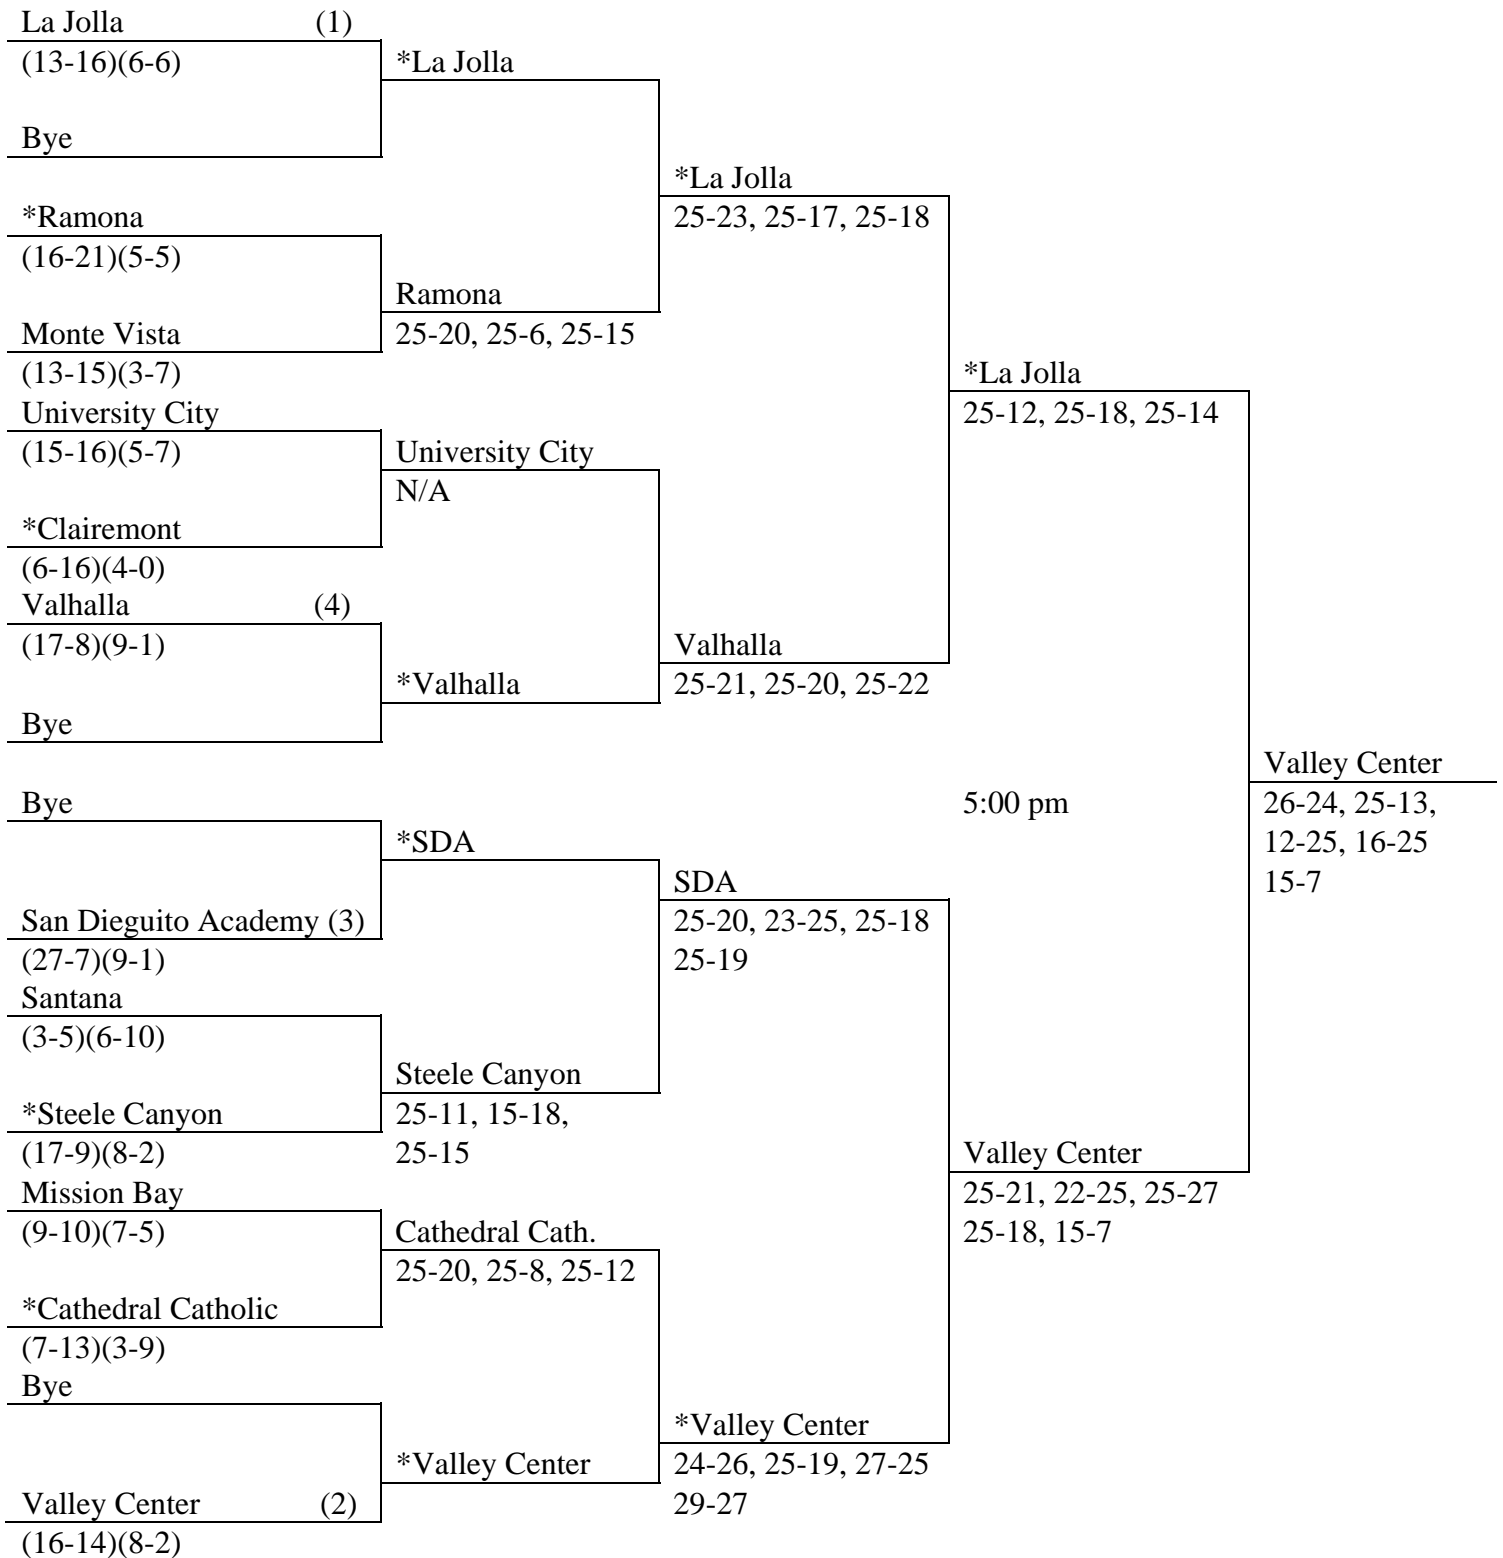 La Jolla (1)
(13-16)(6-6)
Bye
*Ramona
(16-21)(5-5)
Monte Vista
(13-15)(3-7)
University City
(15-16)(5-7)
*Clairemont
(6-16)(4-0)
Valhalla (4)
(17-8)(9-1)
Bye
Bye
San Dieguito Academy (3)
(27-7)(9-1)
Santana
(3-5)(6-10)
*Steele Canyon
(17-9)(8-2)
Mission Bay
(9-10)(7-5)
*Cathedral Catholic
(7-13)(3-9)
Bye
Valley Center (2)
(16-14)(8-2)
*La Jolla
Ramona
25-20, 25-6, 25-15
University City
N/A
*Valhalla
*SDA
Steele Canyon
25-11, 15-18,
25-15
Cathedral Cath.
25-20, 25-8, 25-12
*Valley Center
*La Jolla
25-23, 25-17, 25-18
Valhalla
25-21, 25-20, 25-22
SDA
25-20, 23-25, 25-18
25-19
*Valley Center
24-26, 25-19, 27-25
29-27
*La Jolla
25-12, 25-18, 25-14
5:00 pm
Valley Center
25-21, 22-25, 25-27
25-18, 15-7
Valley Center
26-24, 25-13,
12-25, 16-25
15-7